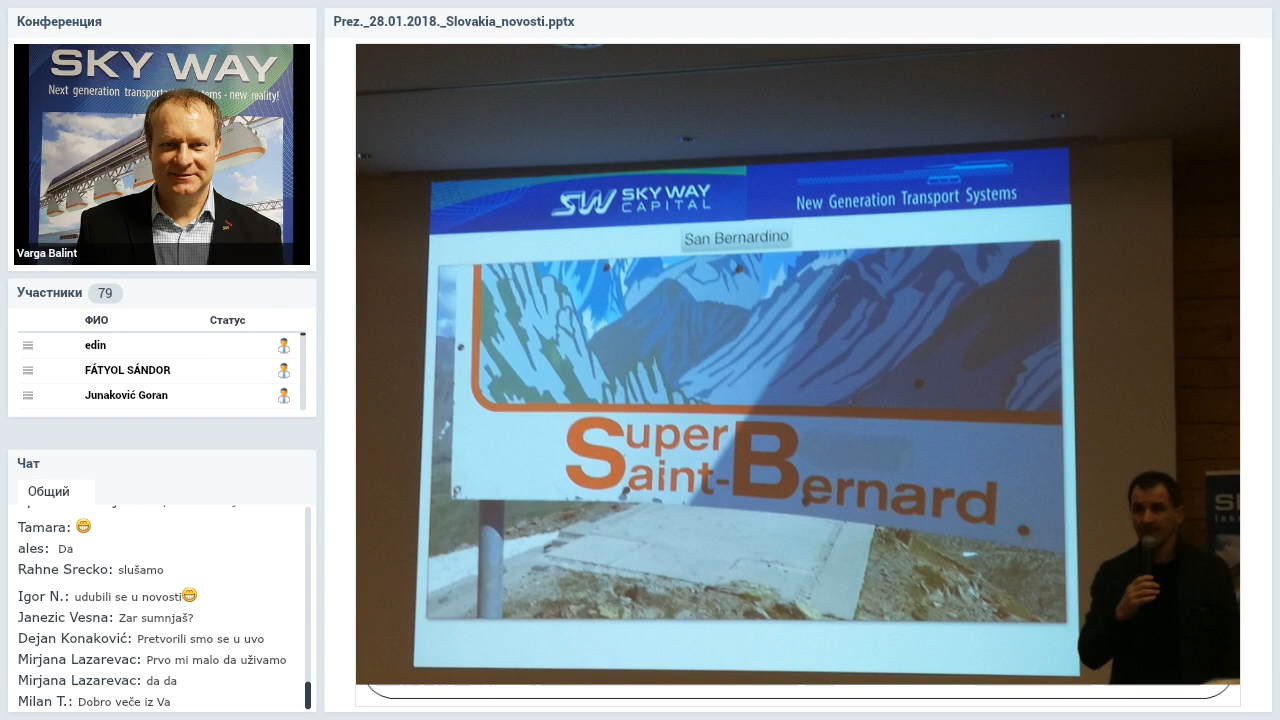 Конференция
SKY WAY
Next generation
new reality!
Varga Balint
Участники 79
ФИО Статус
edin
FÁTYOL SÁNDOR
Junaković Goran
Чат
Общий
Tamara:
ales: Da
Rahne Srecko: slušamo
Igor N.: udubili se u novosti
Janezic Vesna: Zar sumnjaš?
Dejan Konaković: Pretvorili smo se u uvo
Mirjana Lazarevac: Prvo mi malo da uživamo
Mirjana Lazarevac: da da
Milan T.: Dobro veče iz Va
Prez._28.01.2018._Slovakia_novosti.pptx
SW SKY WAY
CAPITAL
New Generation Transport Systems
San Bernardino
Super
Saint-Bernard